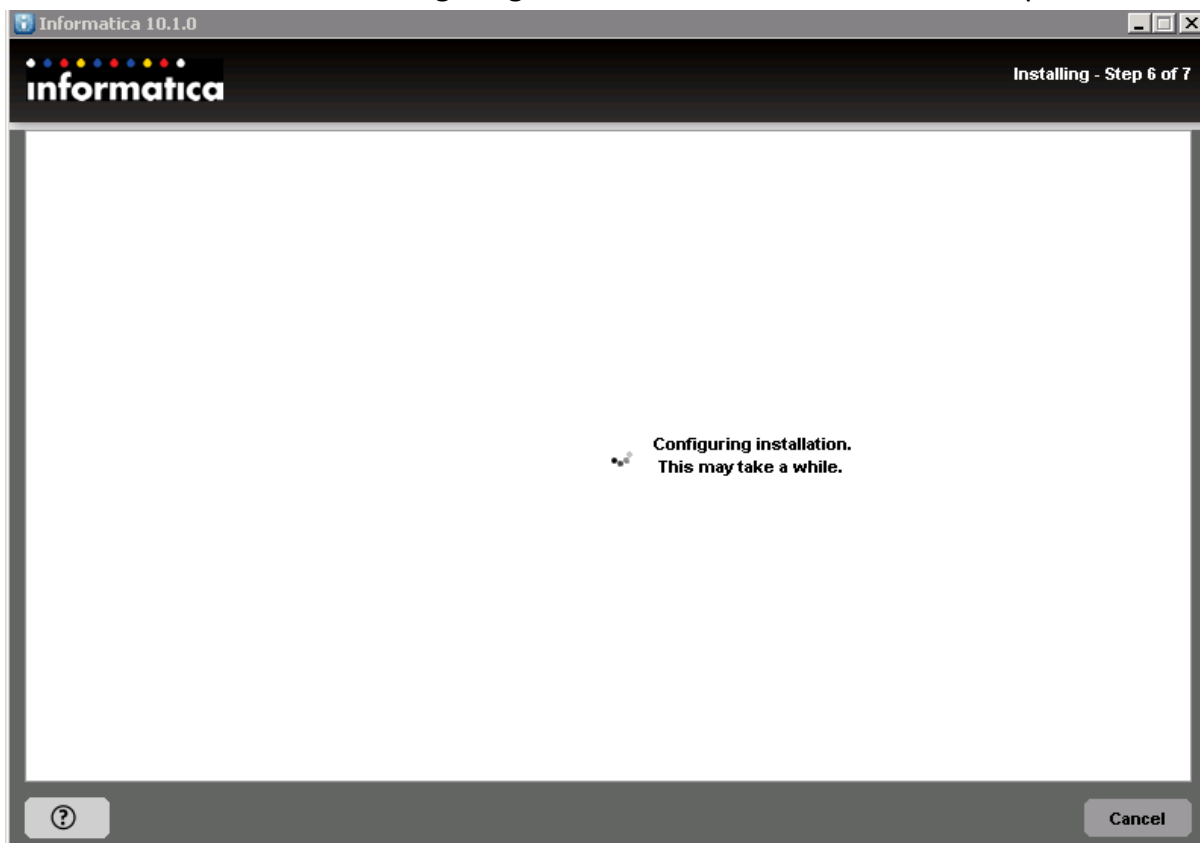 Informatica 10.1.0
informatica
Installing - Step 6 of 7
Configuring installation.
This may take a while.
?
Cancel